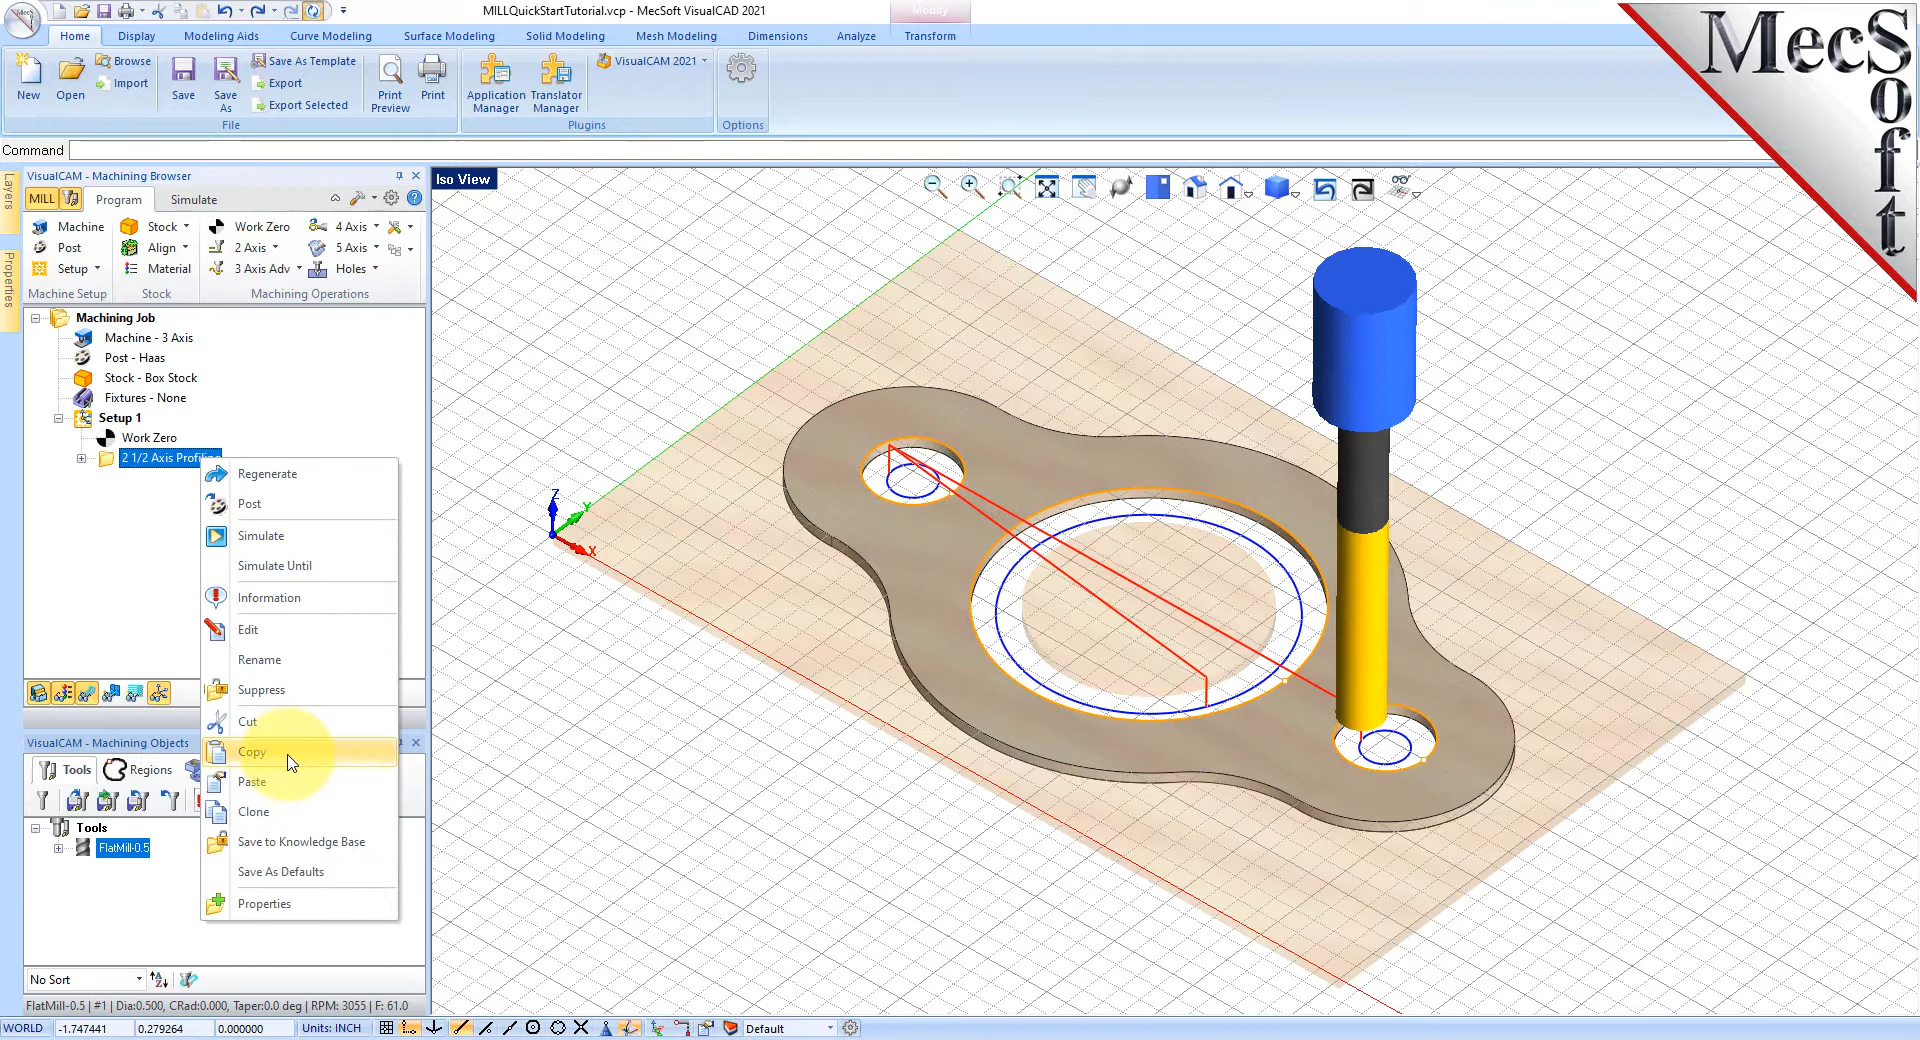 MILLQuickStartTutorial.vcp - MecSoft VisualCAD 2021
Modify
Home Display Modeling Aids Curve Modeling Surface Modeling Solid Modeling Mesh Modeling Dimensions Analyze Transform
New Open Browse Import
Save Save As Save As Template Export Export Selected
Print Preview Print
Application Manager Translator Manager VisualCAM 2021
File Plugins Options
Command
MecSoft
Layers
Properties
VisualCAM - Machining Browser
MILL Program Simulate
Machine Stock Work Zero 4 Axis
Post Align 2 Axis 5 Axis
Setup Material 3 Axis Adv Holes
Machine Setup Stock Machining Operations
Machining Job
Machine - 3 Axis
Post - Haas
Stock - Box Stock
Fixtures - None
Setup 1
Work Zero
2 1/2 Axis Profiling
Regenerate
Post
Simulate
Simulate Until
Information
Edit
Rename
Suppress
Cut
Copy
Paste
Clone
Save to Knowledge Base
Save As Defaults
Properties
VisualCAM - Machining Objects
Tools Regions
Tools
FlatMill-0.5
No Sort
FlatMill-0.5 | #1 | Dia:0.500, CRad:0.000, Taper:0.0 deg | RPM: 3055 | F: 61.0
Iso View
Z
Y
X
WORLD -1.747441 0.279264 0.000000 Units: INCH Default